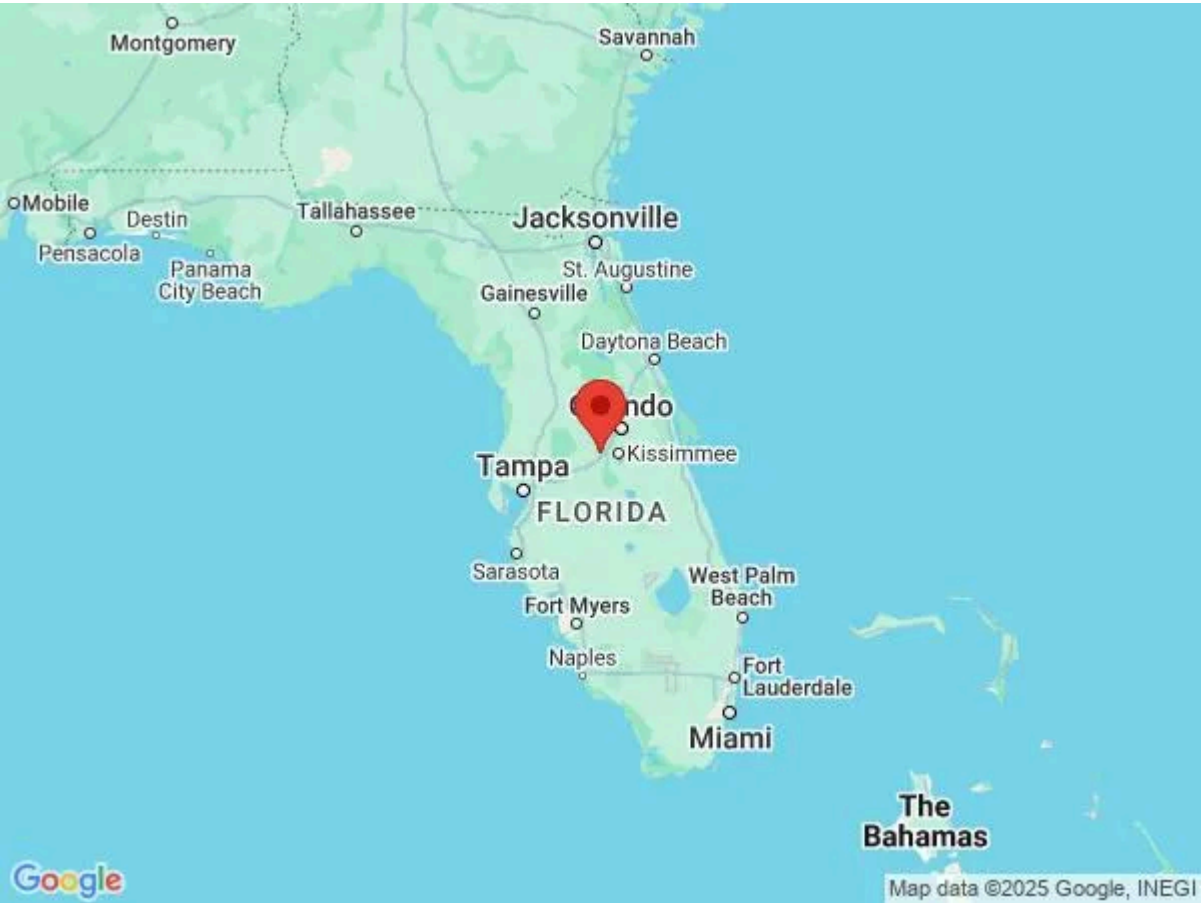 Montgomery
Savannah
Mobile
Destin
Tallahassee
Jacksonville
Pensacola
Panama
City Beach
St. Augustine
Gainesville
Daytona Beach
ndo
Kissimmee
Tampa
FLORIDA
Sarasota
West Palm
Beach
Fort Myers
Naples
Fort
Lauderdale
Miami
The
Bahamas
Google
Map data ©2025 Google, INEGI